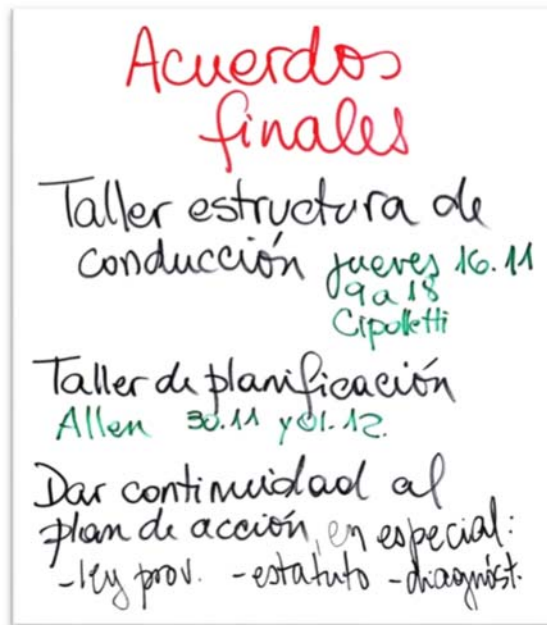 Acuerdos
finales
Taller estructura de
conducción jueves 16.11
9 a 18
Cipolletti
Taller de planificación
Allen 30.11 y 01.12.
Dar continuidad al
plan de acción, en especial:
-ley prov. -estatuto -diagnóst.